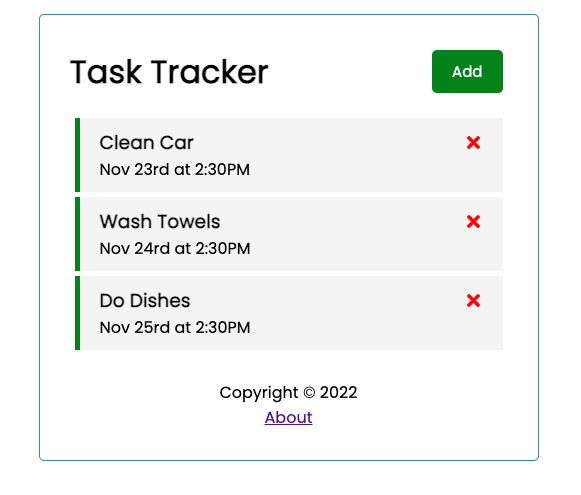 Task Tracker
Add
Clean Car
Nov 23rd at 2:30PM
Wash Towels
Nov 24rd at 2:30PM
Do Dishes
Nov 25rd at 2:30PM
Copyright © 2022
About